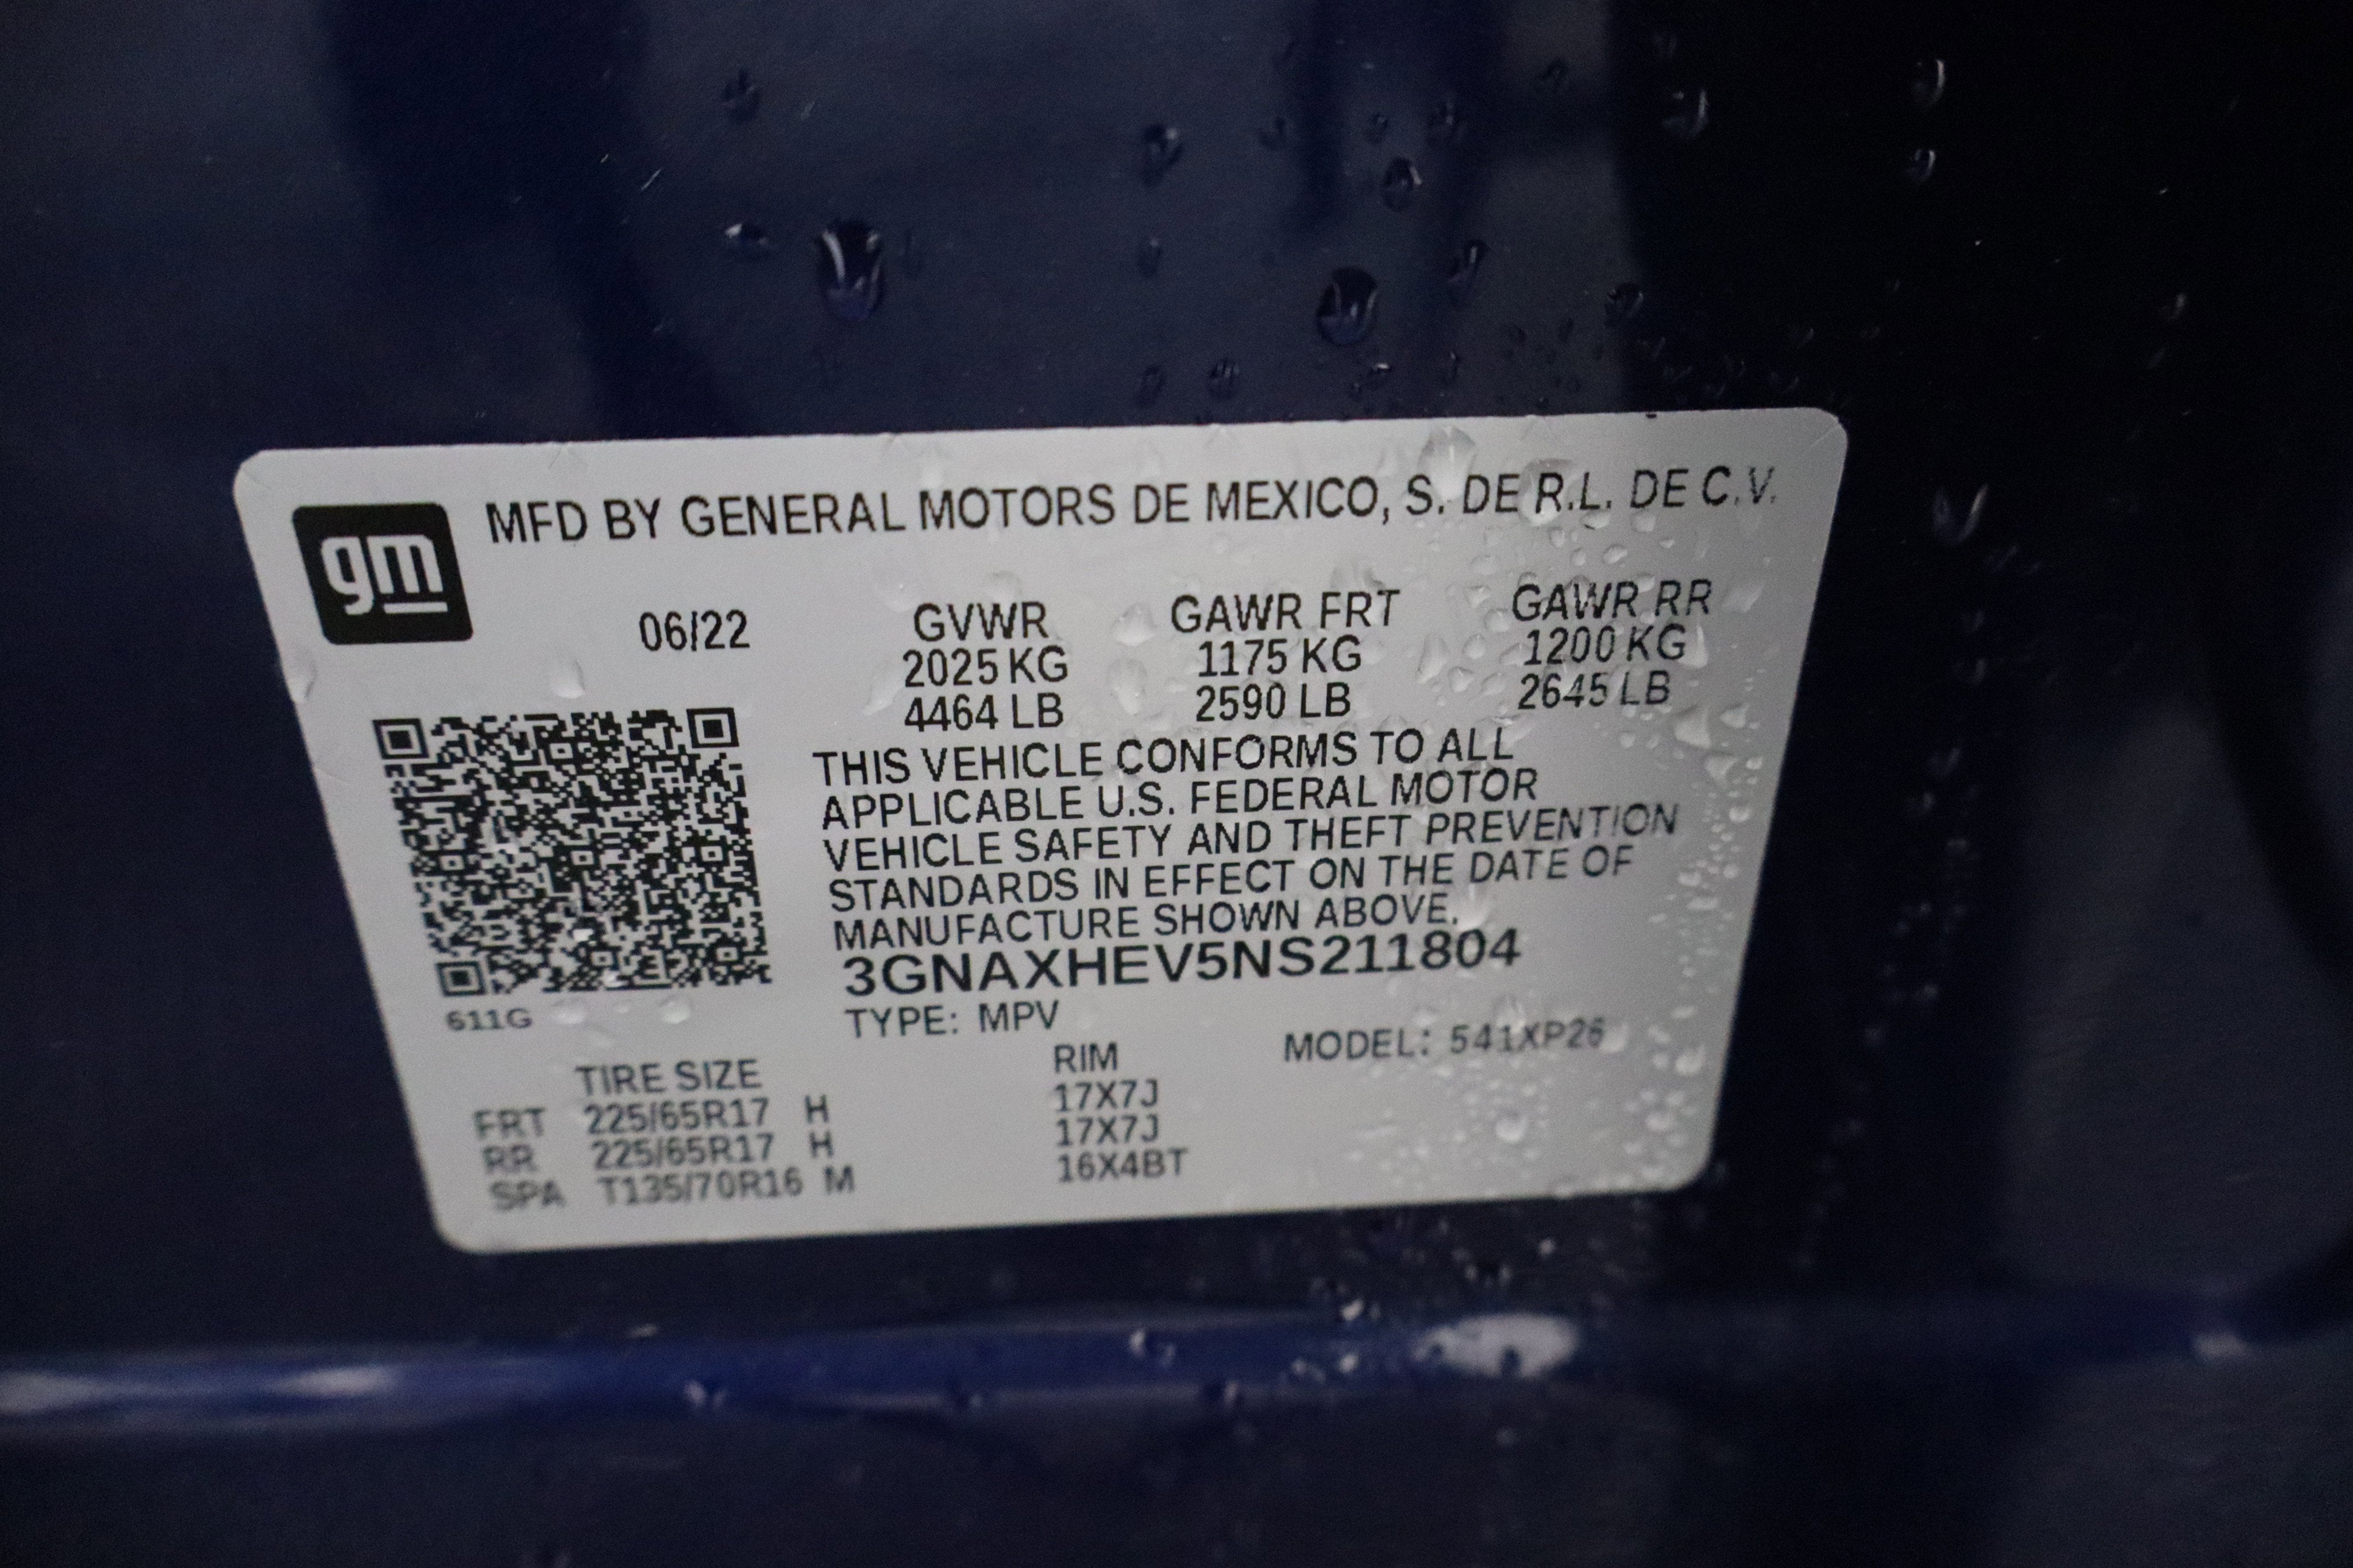 gm
MFD BY GENERAL MOTORS DE MEXICO, S. DE R.L. DE C.V.
06/22 GVWR GAWR FRT GAWR RR
2025 KG 1175 KG 1200 KG
4464 LB 2590 LB 2645 LB
THIS VEHICLE CONFORMS TO ALL
APPLICABLE U.S. FEDERAL MOTOR
VEHICLE SAFETY AND THEFT PREVENTION
STANDARDS IN EFFECT ON THE DATE OF
MANUFACTURE SHOWN ABOVE.
3GNAXHEV5NS211804
611G
TYPE: MPV MODEL: 541XP26
TIRE SIZE RIM
FRT 225/65R17 H 17X7J
RR 225/65R17 H 17X7J
SPA T135/70R16 M 16X4BT